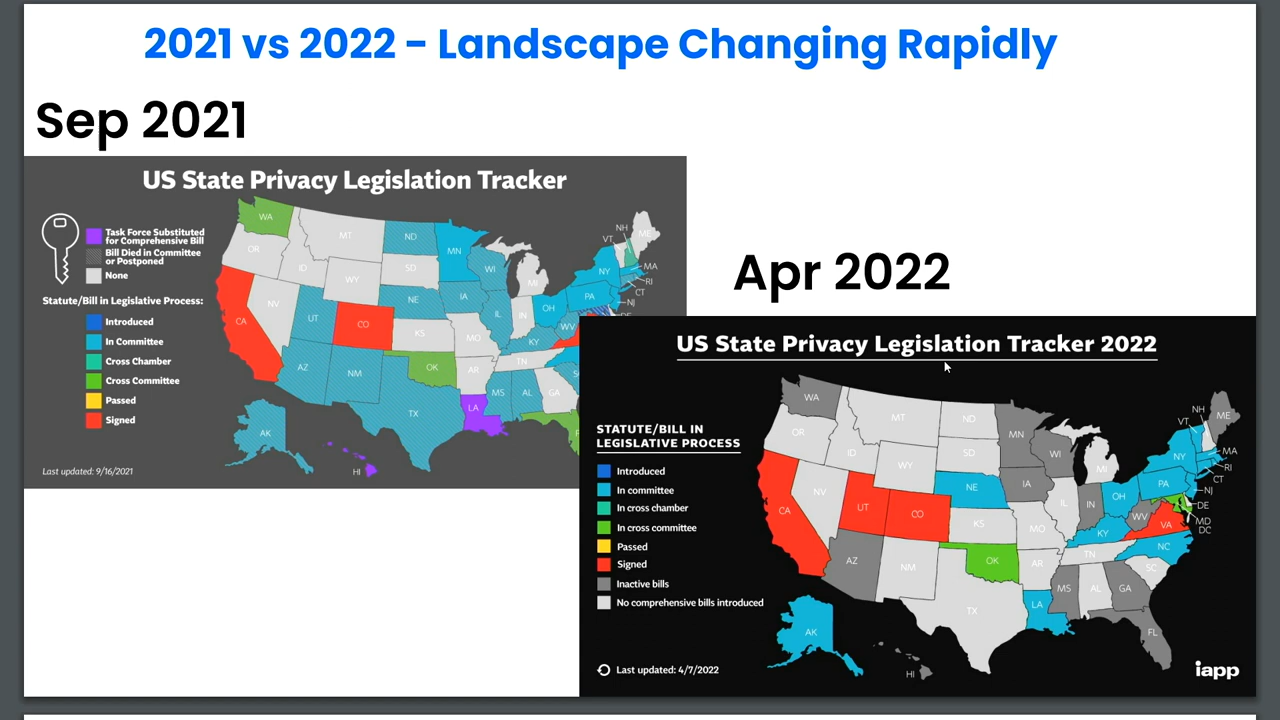 2021 vs 2022 - Landscape Changing Rapidly
Sep 2021
US State Privacy Legislation Tracker
Task Force Substituted
for Comprehensive Bill
Bill Died in Committee
or Postponed
None
Statute/Bill in Legislative Process:
Introduced
In Committee
Cross Chamber
Cross Committee
Passed
Signed
Last updated: 9/16/2021
WA
OR
CA
NV
ID
MT
WY
UT
AZ
CO
NM
ND
SD
NE
KS
OK
TX
MN
IA
MO
AR
LA
WI
IL
MS
IN
MI
OH
KY
TN
AL
GA
WV
PA
NY
VT
NH
ME
MA
RI
CT
NJ
DE
AK
HI
Apr 2022
US State Privacy Legislation Tracker 2022
STATUTE/BILL IN
LEGISLATIVE PROCESS
Introduced
In committee
In cross chamber
In cross committee
Passed
Signed
Inactive bills
No comprehensive bills introduced
Last updated: 4/7/2022
WA
OR
CA
NV
ID
MT
WY
UT
AZ
CO
NM
ND
SD
NE
KS
OK
TX
MN
IA
MO
AR
LA
WI
IL
MS
IN
MI
OH
KY
TN
AL
GA
FL
SC
NC
VA
WV
PA
NY
VT
NH
ME
MA
RI
CT
NJ
DE
MD
DC
AK
HI
iapp